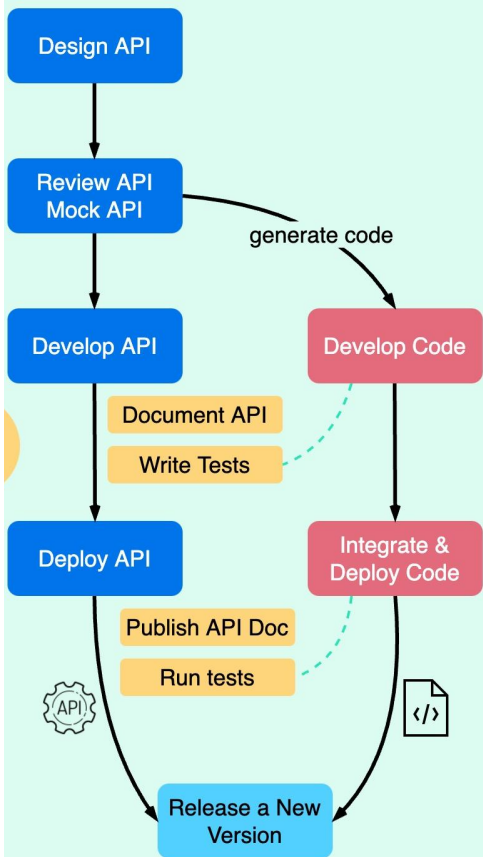 Design API
Review API
Mock API
generate code
Develop API
Develop Code
Document API
Write Tests
Deploy API
Integrate &
Deploy Code
Publish API Doc
Run tests
API
</>
Release a New
Version